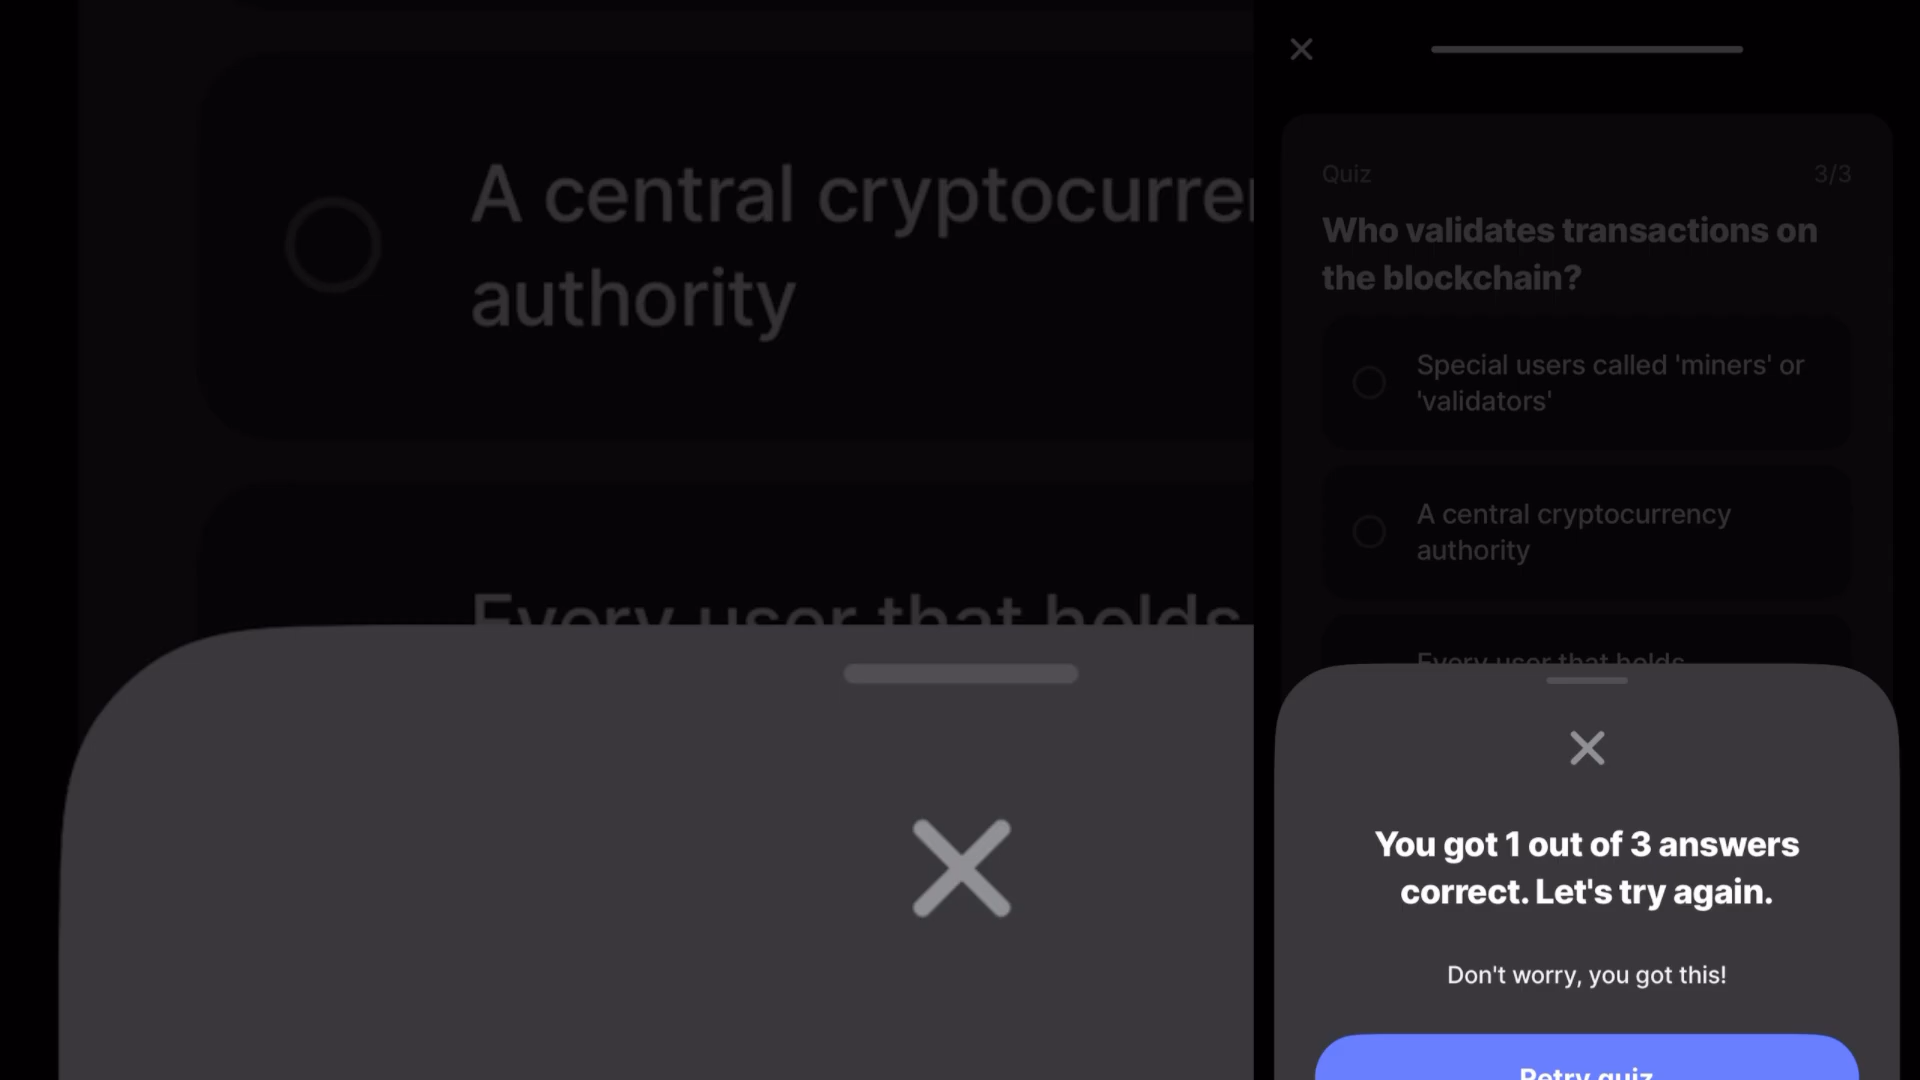 A central cryptocurre
authority
Every user that holds
Quiz
3/3
Who validates transactions on
the blockchain?
Special users called 'miners' or
'validators'
A central cryptocurrency
authority
Every user that holds
You got 1 out of 3 answers
correct. Let's try again.
Don't worry, you got this!
Retry quiz